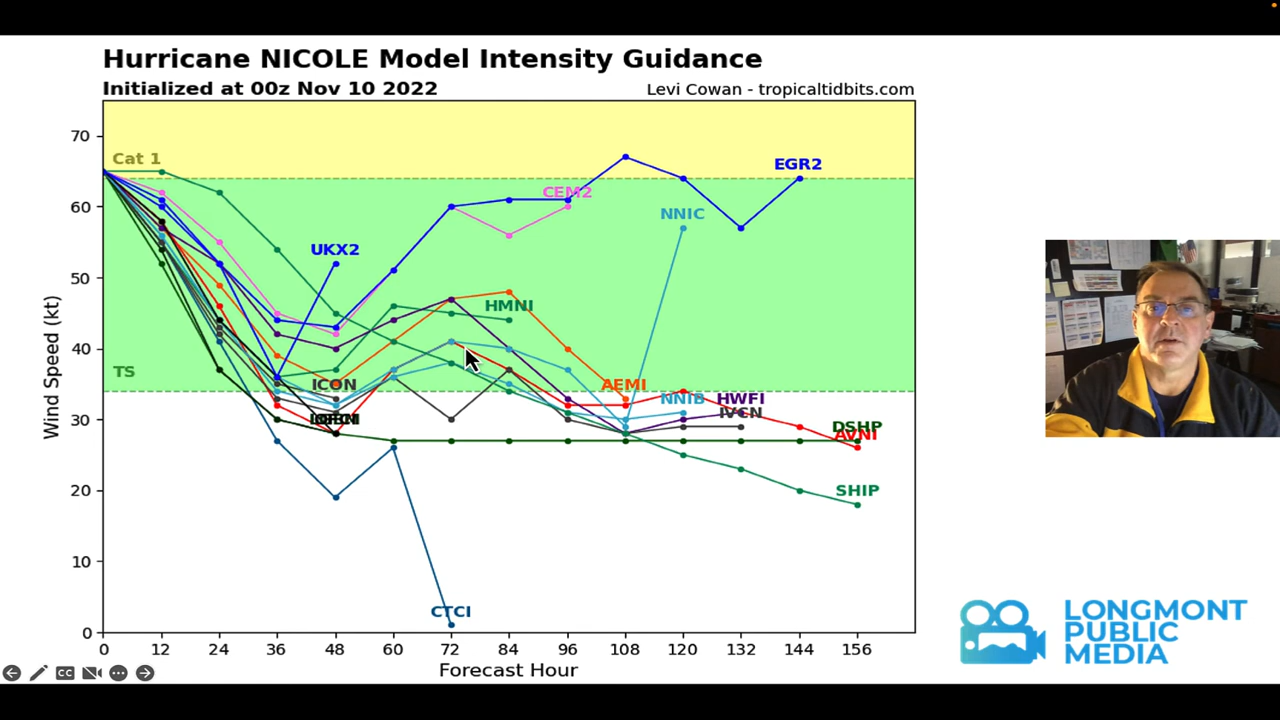 Hurricane NICOLE Model Intensity Guidance
Initialized at 00z Nov 10 2022
Levi Cowan - tropicaltidbits.com
70
Cat 1
EGR2
60
CEM2
NNIC
UKX2
50
HMNI
Wind Speed (kt)
40
TS
ICON
AEMI
NNIB
HWFI
IVCN
30
DSHP
AVNI
20
SHIP
10
CTCI
0
0 12 24 36 48 60 72 84 96 108 120 132 144 156
Forecast Hour
CC
LONGMONT
PUBLIC
MEDIA